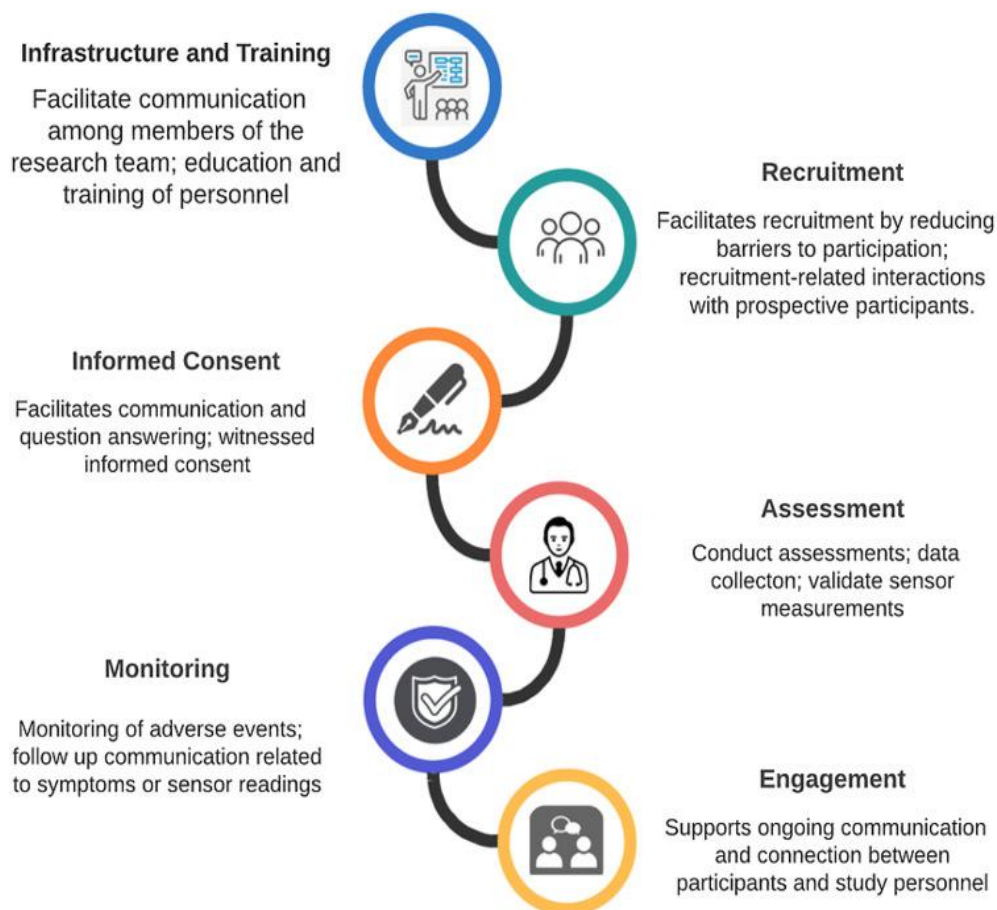 Infrastructure and Training
Facilitate communication
among members of the
research team; education and
training of personnel
Recruitment
Facilitates recruitment by reducing
barriers to participation;
recruitment-related interactions
with prospective participants.
Informed Consent
Facilitates communication and
question answering; witnessed
informed consent
Assessment
Conduct assessments; data
collecton; validate sensor
measurements
Monitoring
Monitoring of adverse events;
follow up communication related
to symptoms or sensor readings
Engagement
Supports ongoing communication
and connection between
participants and study personnel